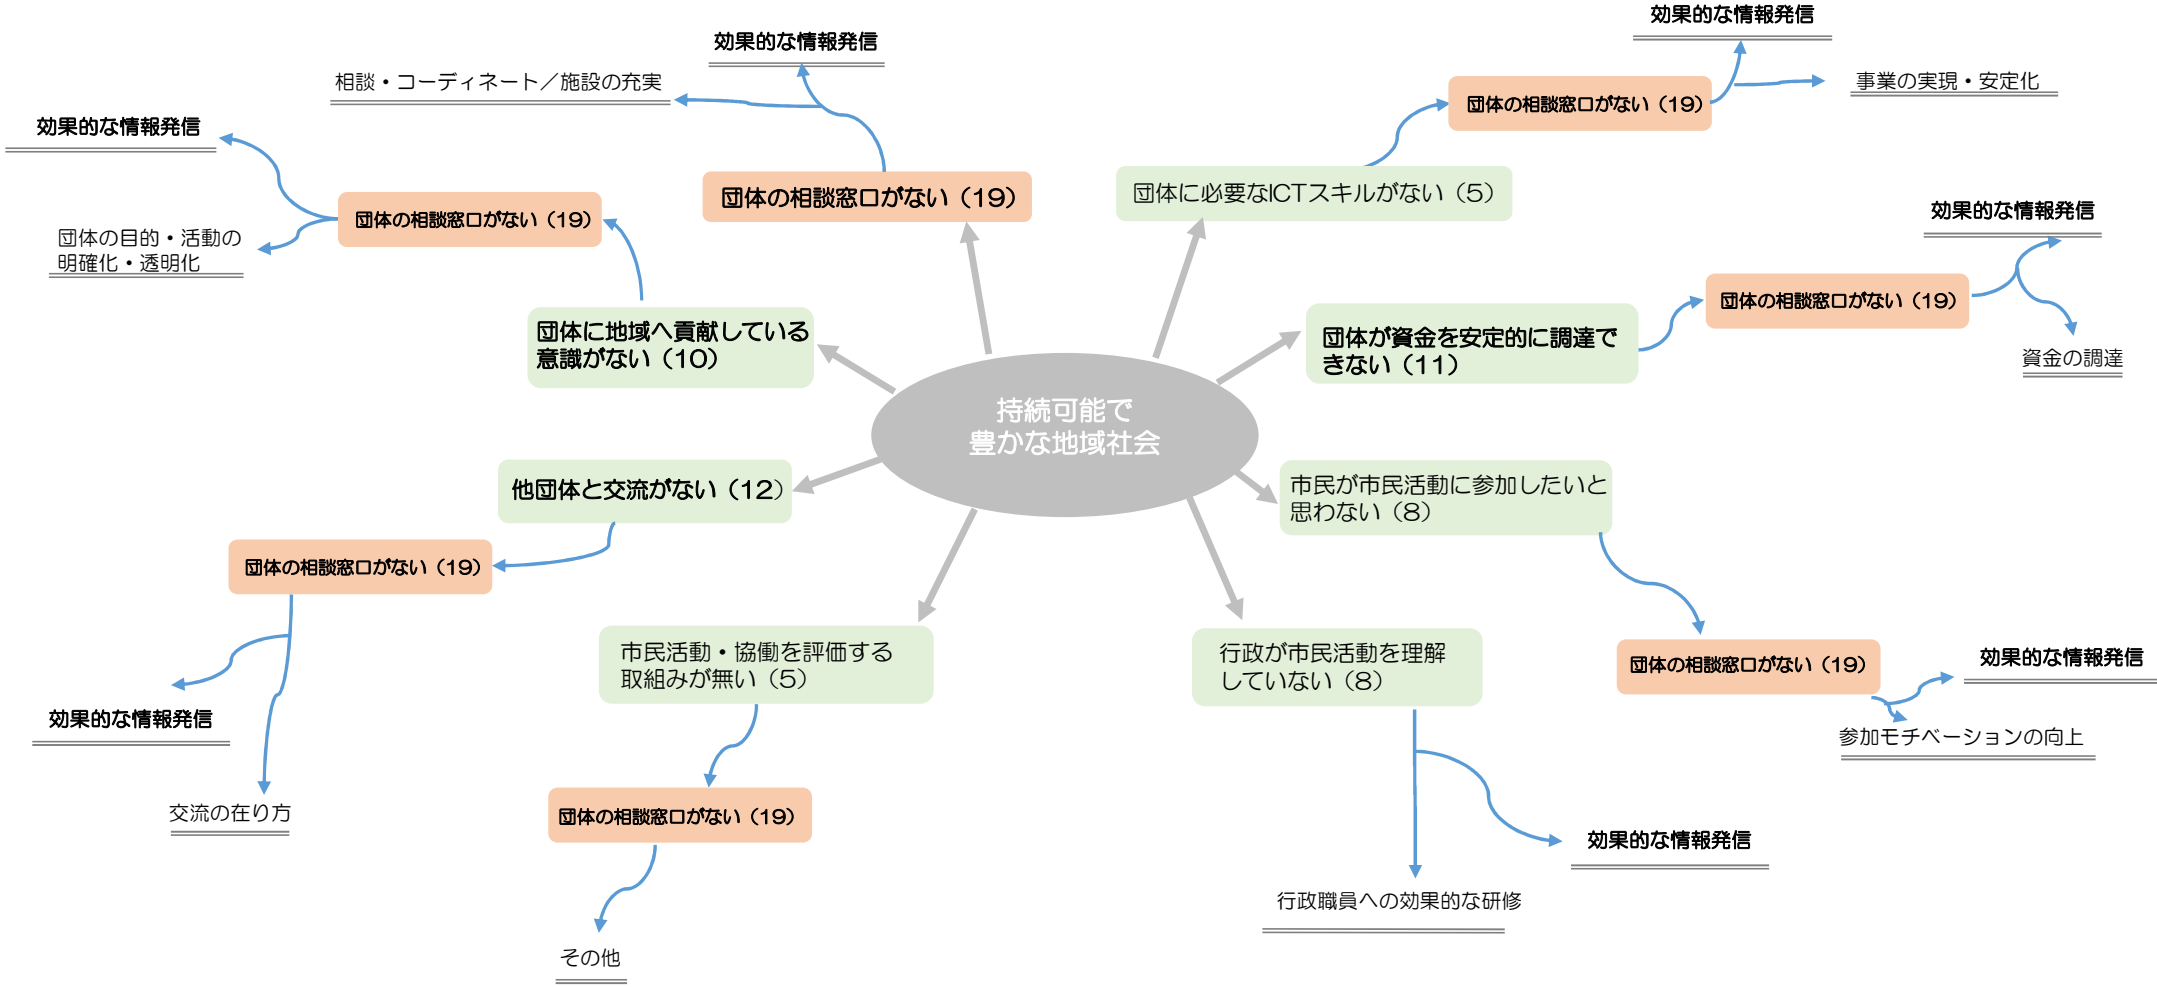 効果的な情報発信
効果的な情報発信
相談・コーディネート／施設の充実
事業の実現・安定化
団体の相談窓口がない（19）
効果的な情報発信
団体の相談窓口がない（19）
団体に必要なICTスキルがない（5）
団体の相談窓口がない（19）
効果的な情報発信
団体の目的・活動の
明確化・透明化
団体の相談窓口がない（19）
団体に地域へ貢献している
意識がない（10）
団体が資金を安定的に調達で
きない（11）
資金の調達
持続可能で
豊かな地域社会
他団体と交流がない（12）
市民が市民活動に参加したいと
思わない（8）
団体の相談窓口がない（19）
市民活動・協働を評価する
取組みが無い（5）
行政が市民活動を理解
していない（8）
団体の相談窓口がない（19）
効果的な情報発信
効果的な情報発信
参加モチベーションの向上
交流の在り方
団体の相談窓口がない（19）
効果的な情報発信
行政職員への効果的な研修
その他